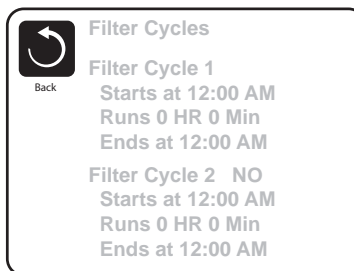 Filter Cycles
Back
Filter Cycle 1
Starts at 12:00 AM
Runs 0 HR 0 Min
Ends at 12:00 AM
Filter Cycle 2 NO
Starts at 12:00 AM
Runs 0 HR 0 Min
Ends at 12:00 AM